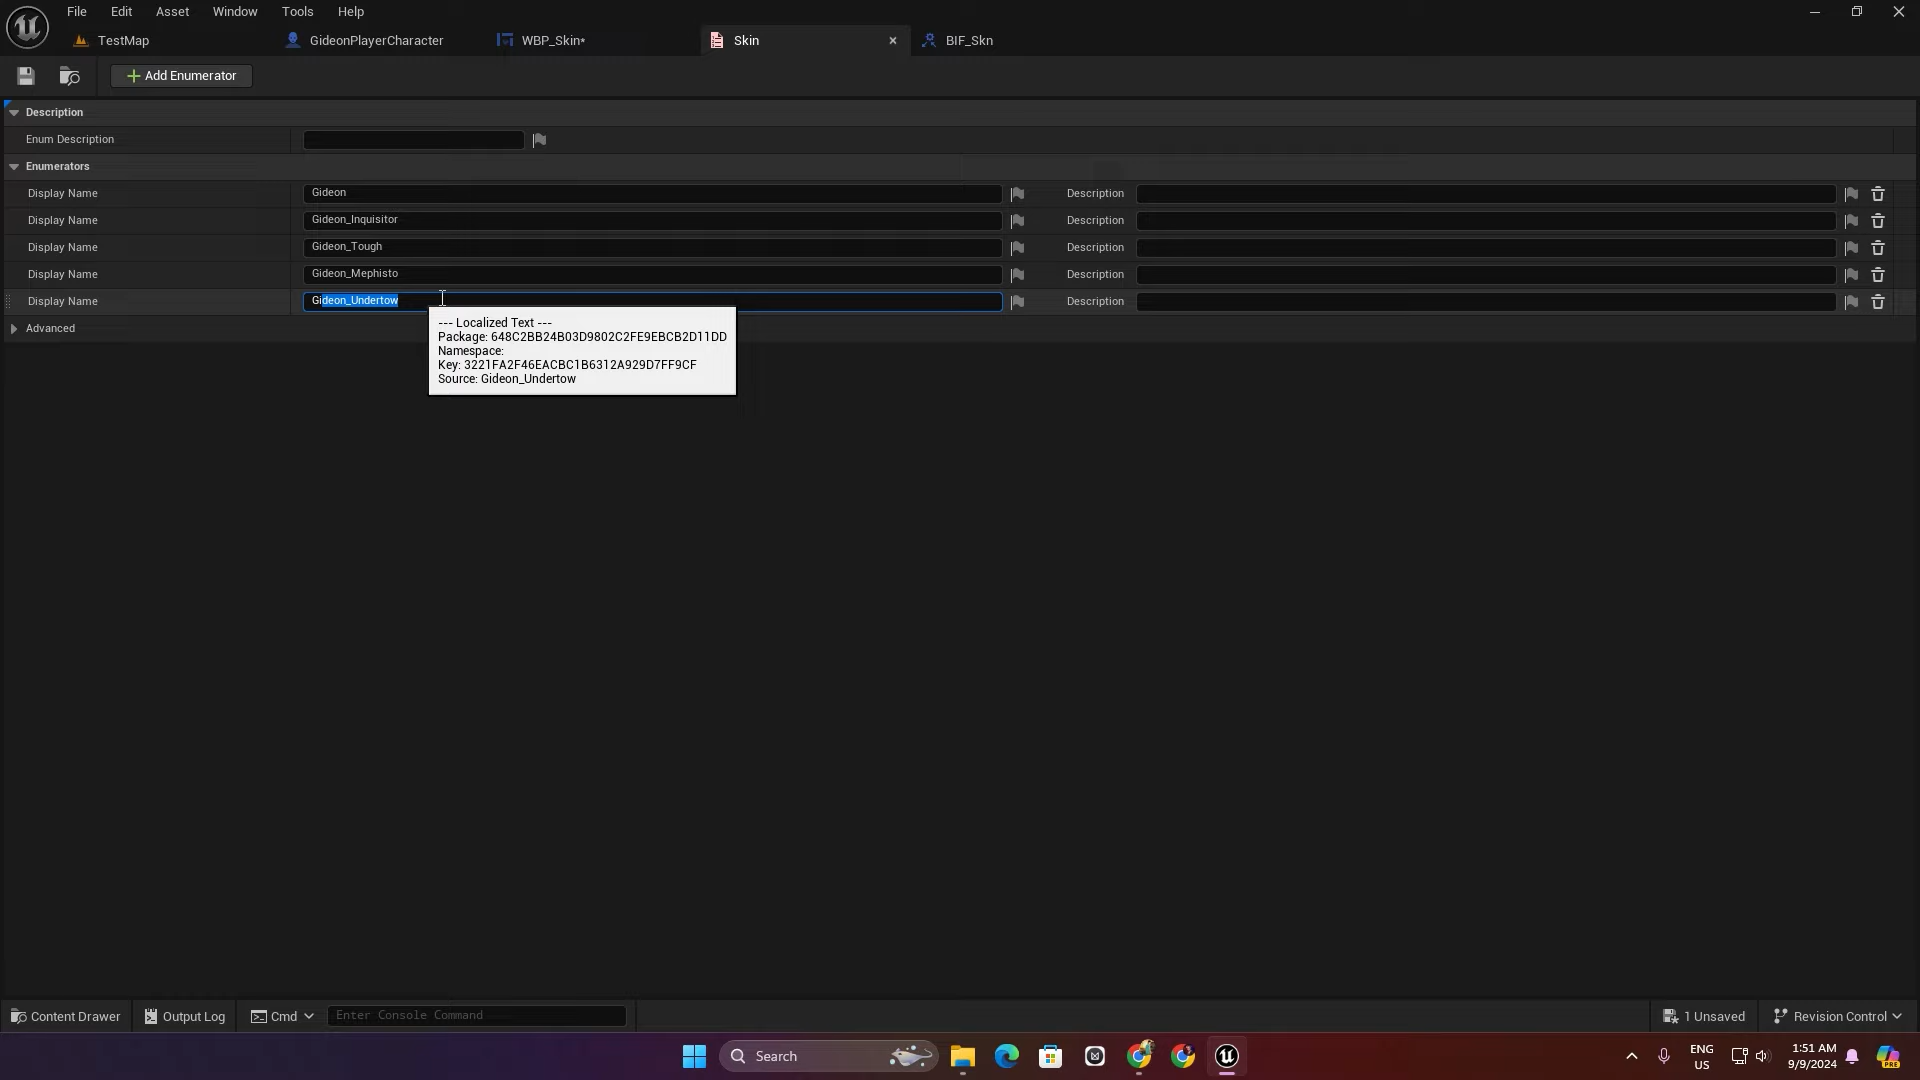 File Edit Asset Window Tools Help
TestMap GideonPlayerCharacter WBP_Skin* Skin BIF_Skn
Add Enumerator
Description
Enum Description
Enumerators
Display Name Gideon Description
Display Name Gideon_Inquisitor Description
Display Name Gideon_Tough Description
Display Name Gideon_Mephisto Description
Display Name Gideon_Undertow Description
Advanced
--- Localized Text ---
Package: 648C2BB24B03D9802C2FE9EBCB2D11DD
Namespace:
Key: 3221FA2F46EACBC1B6312A929D7FF9CF
Source: Gideon_Undertow
Content Drawer Output Log Cmd Enter Console Command 1 Unsaved Revision Control
Search ENG 1:51 AM
US 9/9/2024
PRE